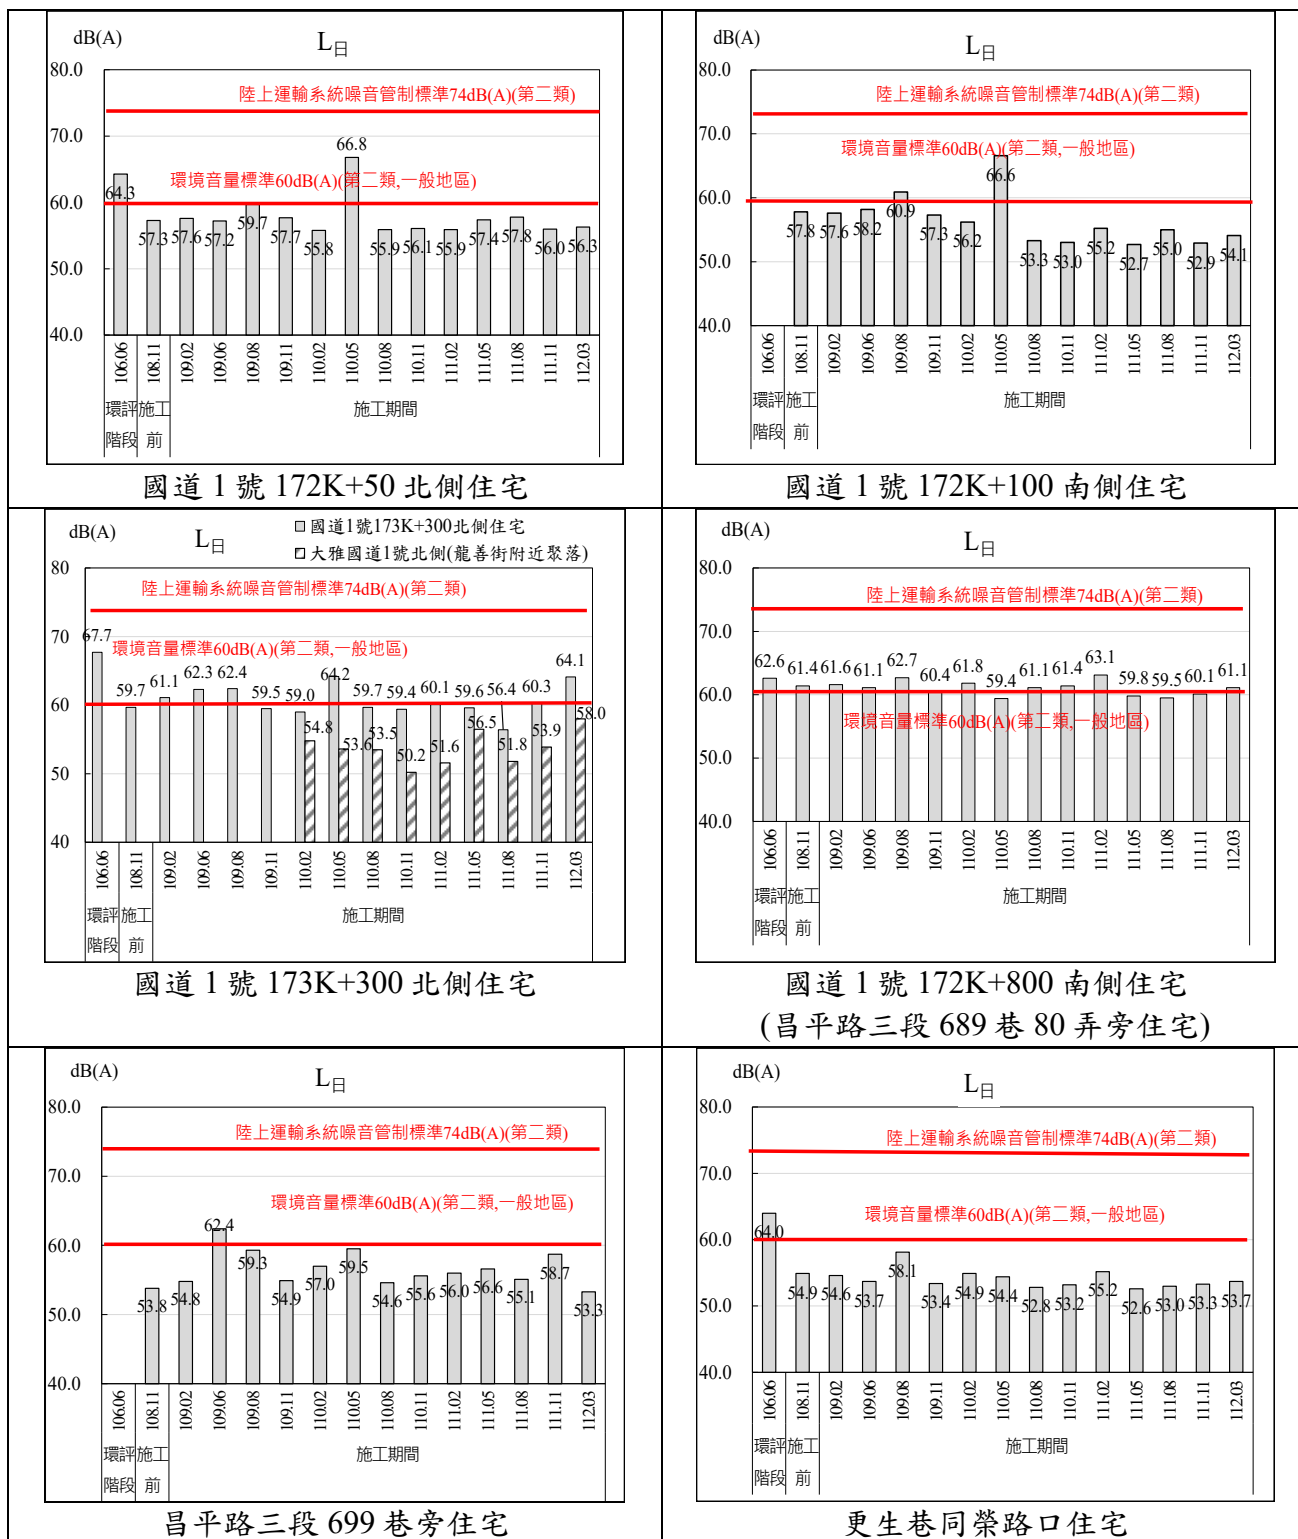 dB(A)
L日
80.0
70.0
60.0
50.0
40.0
陸上運輸系統噪音管制標準74dB(A)(第二類)
環境音量標準60dB(A)(第二類,一般地區)
64.3 57.3 57.6 57.2 59.7 57.7 55.8 66.8 55.9 56.1 55.9 57.4 57.8 56.0 56.3
106.06 108.11 109.02 109.06 109.08 109.11 110.02 110.05 110.08 110.11 111.02 111.05 111.08 111.11 112.03
環評階段 施工前 施工期間
國道 1 號 172K+50 北側住宅
dB(A)
L日
80.0
70.0
60.0
50.0
40.0
陸上運輸系統噪音管制標準74dB(A)(第二類)
環境音量標準60dB(A)(第二類,一般地區)
57.8 57.6 58.2 60.9 57.3 56.2 66.6 53.3 53.0 55.2 52.7 55.0 52.9 54.1
106.06 108.11 109.02 109.06 109.08 109.11 110.02 110.05 110.08 110.11 111.02 111.05 111.08 111.11 112.03
環評階段 施工前 施工期間
國道 1 號 172K+100 南側住宅
dB(A)
L日
國道1號173K+300北側住宅
大雅國道1號北側(龍善街附近聚落)
80
70
60
50
40
陸上運輸系統噪音管制標準74dB(A)(第二類)
環境音量標準60dB(A)(第二類,一般地區)
67.7 59.7 61.1 62.3 62.4 59.5 59.0 64.2 59.7 59.4 60.1 59.6 56.4 60.3 64.1
54.8 53.6 53.5 50.2 51.6 56.5 51.8 53.9 58.0
106.06 108.11 109.02 109.06 109.08 109.11 110.02 110.05 110.08 110.11 111.02 111.05 111.08 111.11 112.03
環評階段 施工前 施工期間
國道 1 號 173K+300 北側住宅
dB(A)
L日
80.0
70.0
60.0
50.0
40.0
陸上運輸系統噪音管制標準74dB(A)(第二類)
環境音量標準60dB(A)(第二類,一般地區)
62.6 61.4 61.6 61.1 62.7 60.4 61.8 59.4 61.1 61.4 63.1 59.8 59.5 60.1 61.1
106.06 108.11 109.02 109.06 109.08 109.11 110.02 110.05 110.08 110.11 111.02 111.05 111.08 111.11 112.03
環評階段 施工前 施工期間
國道 1 號 172K+800 南側住宅
(昌平路三段 689 巷 80 弄旁住宅)
dB(A)
L日
80.0
70.0
60.0
50.0
40.0
陸上運輸系統噪音管制標準74dB(A)(第二類)
環境音量標準60dB(A)(第二類,一般地區)
53.8 54.8 62.4 59.3 54.9 57.0 59.5 54.6 55.6 56.0 56.6 55.1 58.7 53.3
106.06 108.11 109.02 109.06 109.08 109.11 110.02 110.05 110.08 110.11 111.02 111.05 111.08 111.11 112.03
環評階段 施工前 施工期間
昌平路三段 699 巷旁住宅
dB(A)
L日
80.0
70.0
60.0
50.0
40.0
陸上運輸系統噪音管制標準74dB(A)(第二類)
環境音量標準60dB(A)(第二類,一般地區)
64.0 54.9 54.6 53.7 58.1 53.4 54.9 54.4 52.8 53.2 55.2 52.6 53.0 53.3 53.7
106.06 108.11 109.02 109.06 109.08 109.11 110.02 110.05 110.08 110.11 111.02 111.05 111.08 111.11 112.03
環評階段 施工前 施工期間
更生巷同榮路口住宅